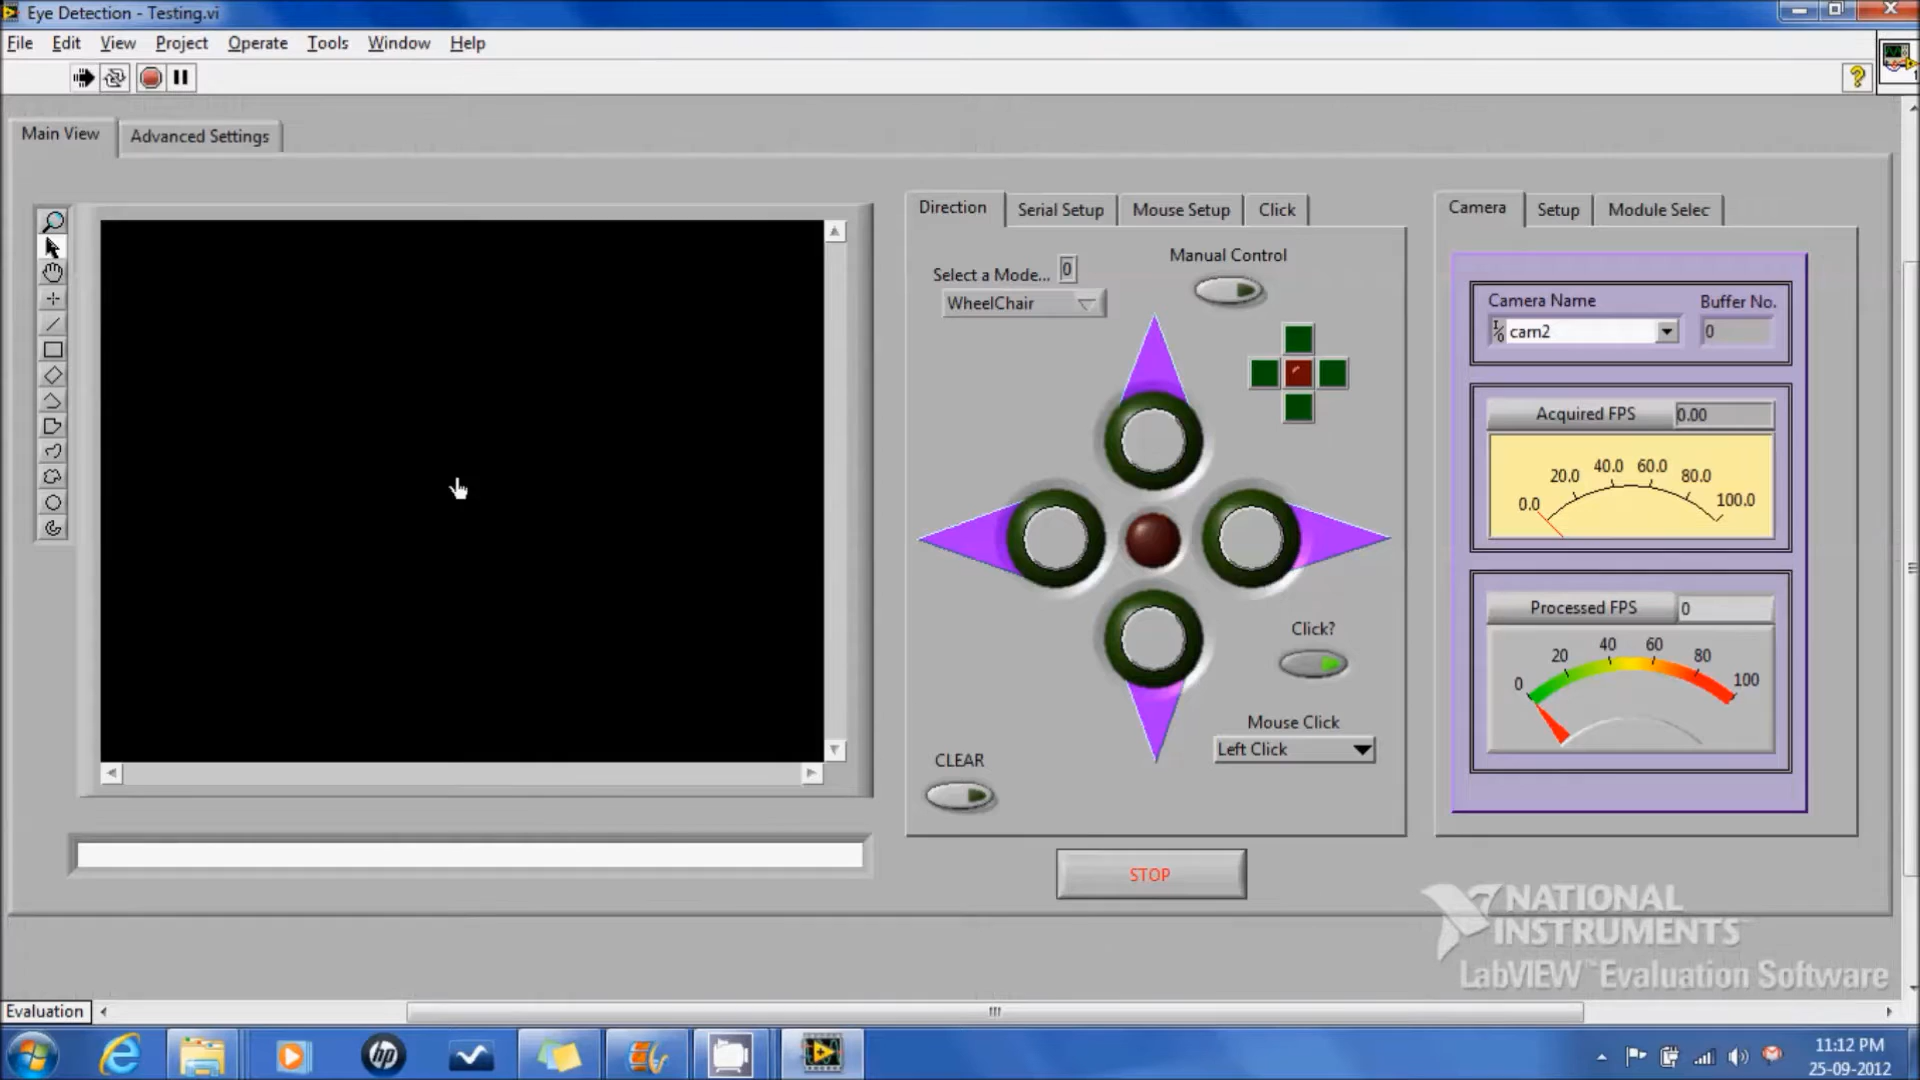 Eye Detection - Testing.vi
File Edit View Project Operate Tools Window Help
Main View Advanced Settings
Direction Serial Setup Mouse Setup Click
Camera Setup Module Selec
Select a Mode... 0
WheelChair
Manual Control
Click?
Mouse Click
Left Click
CLEAR
STOP
Camera Name Buffer No.
cam2 0
Acquired FPS 0.00
0.0 20.0 40.0 60.0 80.0 100.0
Processed FPS 0
0 20 40 60 80 100
NATIONAL
INSTRUMENTS
LabVIEW™ Evaluation Software
Evaluation
hp
11:12 PM
25-09-2012